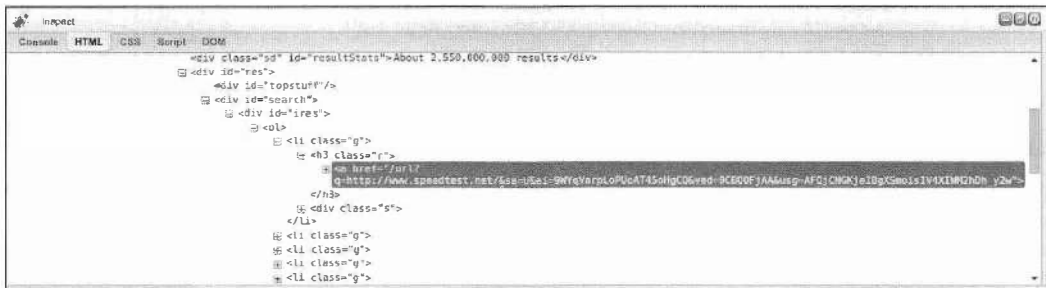 Inspect
Console HTML CSS Script DOM
<div class="sd" id="resultStats">About 2,550,000,000 results</div>
<div id="res">
<div id="topstuff"/>
<div id="search">
<div id="ires">
<ol>
<li class="g">
<h3 class="r">
<a href="/url?
</h3>
<div class="s">
</li>
<li class="g">
<li class="g">
<li class="g">
<li class="g">